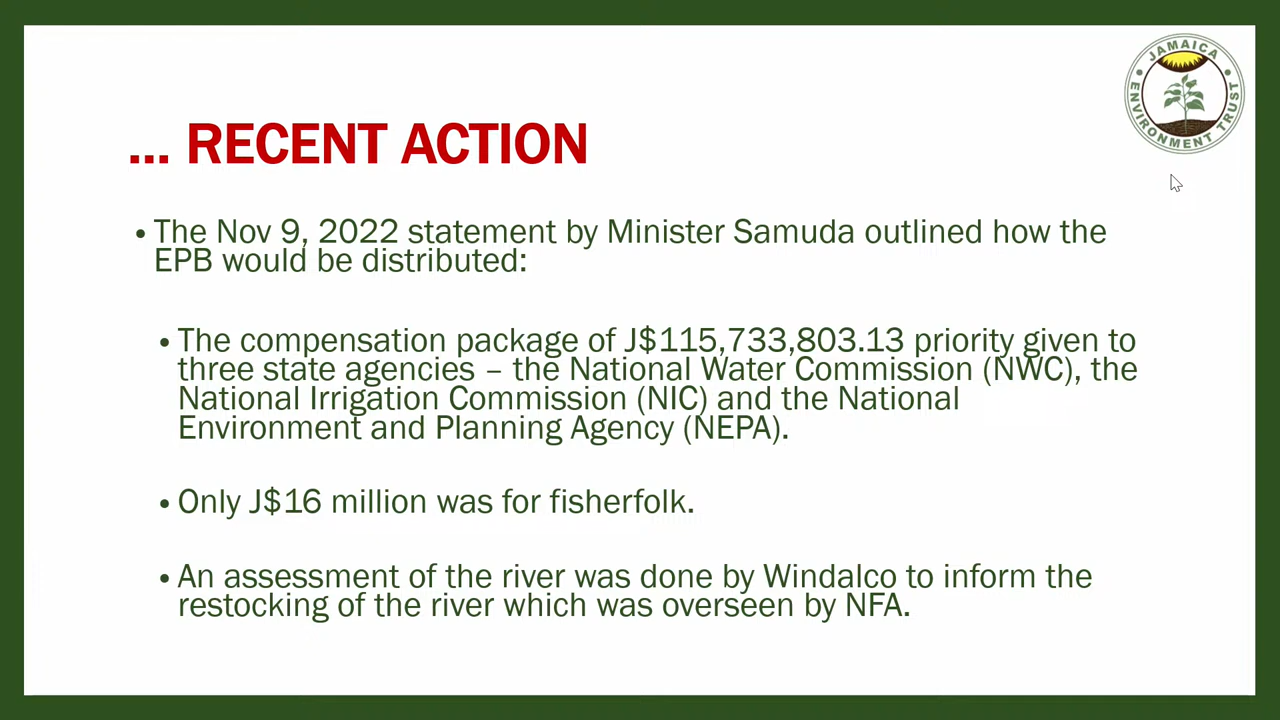 JAMAICA
ENVIRONMENT TRUST
... RECENT ACTION
• The Nov 9, 2022 statement by Minister Samuda outlined how the
EPB would be distributed:
• The compensation package of J$115,733,803.13 priority given to
three state agencies – the National Water Commission (NWC), the
National Irrigation Commission (NIC) and the National
Environment and Planning Agency (NEPA).
• Only J$16 million was for fisherfolk.
• An assessment of the river was done by Windalco to inform the
restocking of the river which was overseen by NFA.